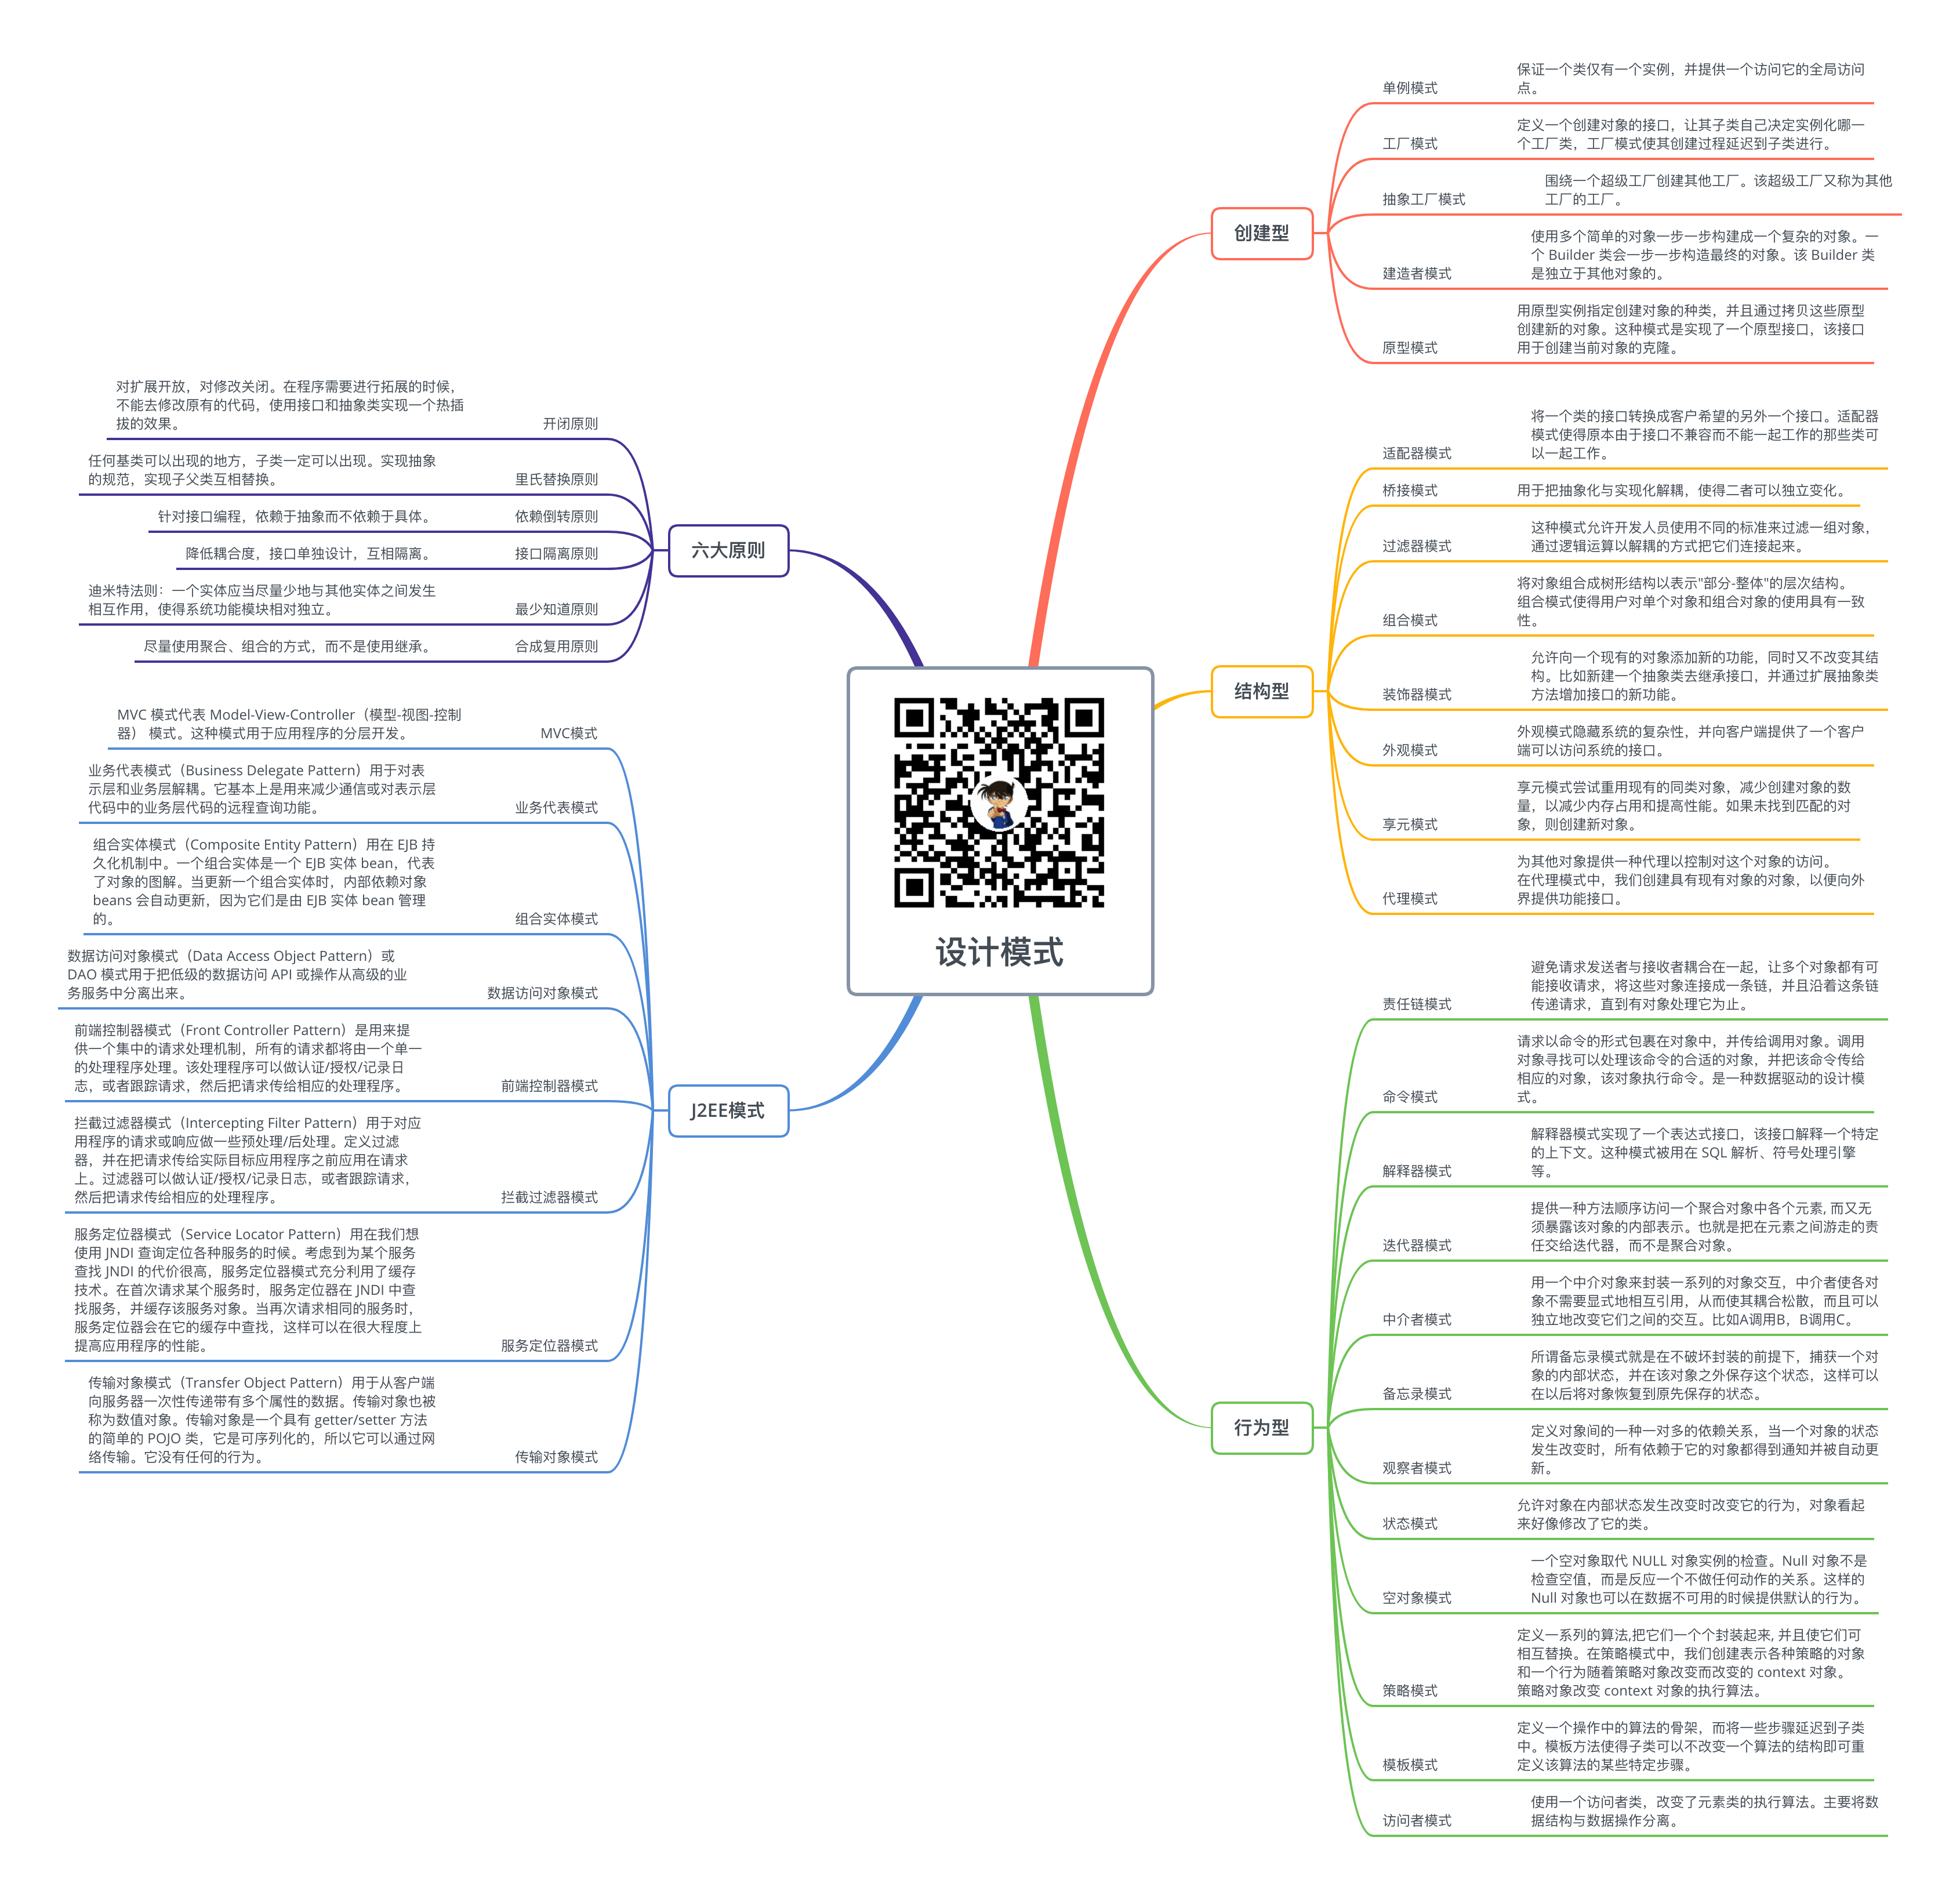 设计模式
创建型
单例模式
保证一个类仅有一个实例，并提供一个访问它的全局访问
点。
工厂模式
定义一个创建对象的接口，让其子类自己决定实例化哪一
个工厂类，工厂模式使其创建过程延迟到子类进行。
抽象工厂模式
围绕一个超级工厂创建其他工厂。该超级工厂又称为其他
工厂的工厂。
建造者模式
使用多个简单的对象一步一步构建成一个复杂的对象。一
个 Builder 类会一步一步构造最终的对象。该 Builder 类
是独立于其他对象的。
原型模式
用原型实例指定创建对象的种类，并且通过拷贝这些原型
创建新的对象。这种模式是实现了一个原型接口，该接口
用于创建当前对象的克隆。
结构型
适配器模式
将一个类的接口转换成客户希望的另外一个接口。适配器
模式使得原本由于接口不兼容而不能一起工作的那些类可
以一起工作。
桥接模式
用于把抽象化与实现化解耦，使得二者可以独立变化。
过滤器模式
这种模式允许开发人员使用不同的标准来过滤一组对象，
通过逻辑运算以解耦的方式把它们连接起来。
组合模式
将对象组合成树形结构以表示"部分-整体"的层次结构。
组合模式使得用户对单个对象和组合对象的使用具有一致
性。
装饰器模式
允许向一个现有的对象添加新的功能，同时又不改变其结
构。比如新建一个抽象类去继承接口，并通过扩展抽象类
方法增加接口的新功能。
外观模式
外观模式隐藏系统的复杂性，并向客户端提供了一个客户
端可以访问系统的接口。
享元模式
享元模式尝试重用现有的同类对象，减少创建对象的数
量，以减少内存占用和提高性能。如果未找到匹配的对
象，则创建新对象。
代理模式
为其他对象提供一种代理以控制对这个对象的访问。
在代理模式中，我们创建具有现有对象的对象，以便向外
界提供功能接口。
行为型
责任链模式
避免请求发送者与接收者耦合在一起，让多个对象都有可
能接收请求，将这些对象连接成一条链，并且沿着这条链
传递请求，直到有对象处理它为止。
命令模式
请求以命令的形式包裹在对象中，并传给调用对象。调用
对象寻找可以处理该命令的合适的对象，并把该命令传给
相应的对象，该对象执行命令。是一种数据驱动的设计模
式。
解释器模式
解释器模式实现了一个表达式接口，该接口解释一个特定
的上下文。这种模式被用在 SQL 解析、符号处理引擎
等。
迭代器模式
提供一种方法顺序访问一个聚合对象中各个元素, 而又无
须暴露该对象的内部表示。也就是把在元素之间游走的责
任交给迭代器，而不是聚合对象。
中介者模式
用一个中介对象来封装一系列的对象交互，中介者使各对
象不需要显式地相互引用，从而使其耦合松散，而且可以
独立地改变它们之间的交互。比如A调用B，B调用C。
备忘录模式
所谓备忘录模式就是在不破坏封装的前提下，捕获一个对
象的内部状态，并在该对象之外保存这个状态，这样可以
在以后将对象恢复到原先保存的状态。
观察者模式
定义对象间的一种一对多的依赖关系，当一个对象的状态
发生改变时，所有依赖于它的对象都得到通知并被自动更
新。
状态模式
允许对象在内部状态发生改变时改变它的行为，对象看起
来好像修改了它的类。
空对象模式
一个空对象取代 NULL 对象实例的检查。Null 对象不是
检查空值，而是反应一个不做任何动作的关系。这样的
Null 对象也可以在数据不可用的时候提供默认的行为。
策略模式
定义一系列的算法,把它们一个个封装起来, 并且使它们可
相互替换。在策略模式中，我们创建表示各种策略的对象
和一个行为随着策略对象改变而改变的 context 对象。
策略对象改变 context 对象的执行算法。
模板模式
定义一个操作中的算法的骨架，而将一些步骤延迟到子类
中。模板方法使得子类可以不改变一个算法的结构即可重
定义该算法的某些特定步骤。
访问者模式
使用一个访问者类，改变了元素类的执行算法。主要将数
据结构与数据操作分离。
六大原则
开闭原则
对扩展开放，对修改关闭。在程序需要进行拓展的时候，
不能去修改原有的代码，使用接口和抽象类实现一个热插
拔的效果。
里氏替换原则
任何基类可以出现的地方，子类一定可以出现。实现抽象
的规范，实现子父类互相替换。
依赖倒转原则
针对接口编程，依赖于抽象而不依赖于具体。
接口隔离原则
降低耦合度，接口单独设计，互相隔离。
最少知道原则
迪米特法则：一个实体应当尽量少地与其他实体之间发生
相互作用，使得系统功能模块相对独立。
合成复用原则
尽量使用聚合、组合的方式，而不是使用继承。
J2EE模式
MVC模式
MVC 模式代表 Model-View-Controller（模型-视图-控制
器） 模式。这种模式用于应用程序的分层开发。
业务代表模式
业务代表模式（Business Delegate Pattern）用于对表
示层和业务层解耦。它基本上是用来减少通信或对表示层
代码中的业务层代码的远程查询功能。
组合实体模式
组合实体模式（Composite Entity Pattern）用在 EJB 持
久化机制中。一个组合实体是一个 EJB 实体 bean，代表
了对象的图解。当更新一个组合实体时，内部依赖对象
beans 会自动更新，因为它们是由 EJB 实体 bean 管理
的。
数据访问对象模式
数据访问对象模式（Data Access Object Pattern）或
DAO 模式用于把低级的数据访问 API 或操作从高级的业
务服务中分离出来。
前端控制器模式
前端控制器模式（Front Controller Pattern）是用来提
供一个集中的请求处理机制，所有的请求都将由一个单一
的处理程序处理。该处理程序可以做认证/授权/记录日
志，或者跟踪请求，然后把请求传给相应的处理程序。
拦截过滤器模式
拦截过滤器模式（Intercepting Filter Pattern）用于对应
用程序的请求或响应做一些预处理/后处理。定义过滤
器，并在把请求传给实际目标应用程序之前应用在请求
上。过滤器可以做认证/授权/记录日志，或者跟踪请求，
然后把请求传给相应的处理程序。
服务定位器模式
服务定位器模式（Service Locator Pattern）用在我们想
使用 JNDI 查询定位各种服务的时候。考虑到为某个服务
查找 JNDI 的代价很高，服务定位器模式充分利用了缓存
技术。在首次请求某个服务时，服务定位器在 JNDI 中查
找服务，并缓存该服务对象。当再次请求相同的服务时，
服务定位器会在它的缓存中查找，这样可以在很大程度上
提高应用程序的性能。
传输对象模式
传输对象模式（Transfer Object Pattern）用于从客户端
向服务器一次性传递带有多个属性的数据。传输对象也被
称为数值对象。传输对象是一个具有 getter/setter 方法
的简单的 POJO 类，它是可序列化的，所以它可以通过网
络传输。它没有任何的行为。